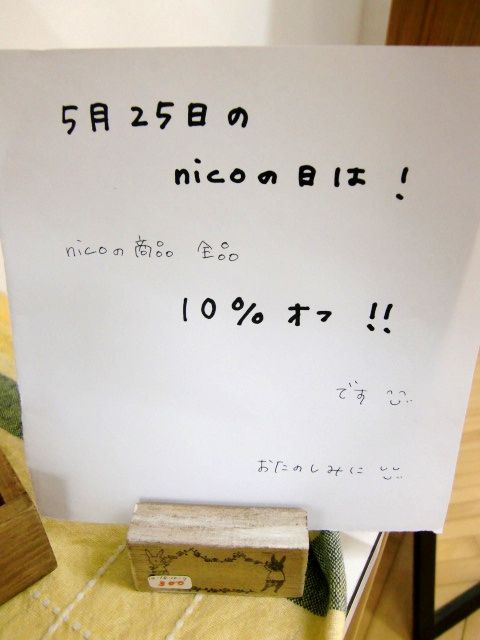 5月25日の
nicoの日は!
nicoの商品 全品
10%オフ!!
です
おたのしみに
500